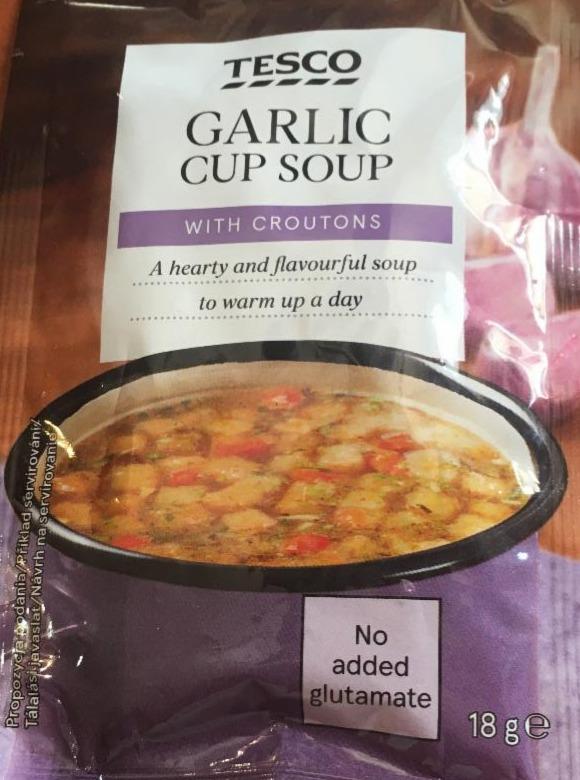 TESCO
GARLIC
CUP SOUP
WITH CROUTONS
A hearty and flavourful soup
to warm up a day
Propozycja podania/Příklad servírování/
Tálalási javaslat/Návrh na servírovanie
No
added
glutamate
18 g ℮